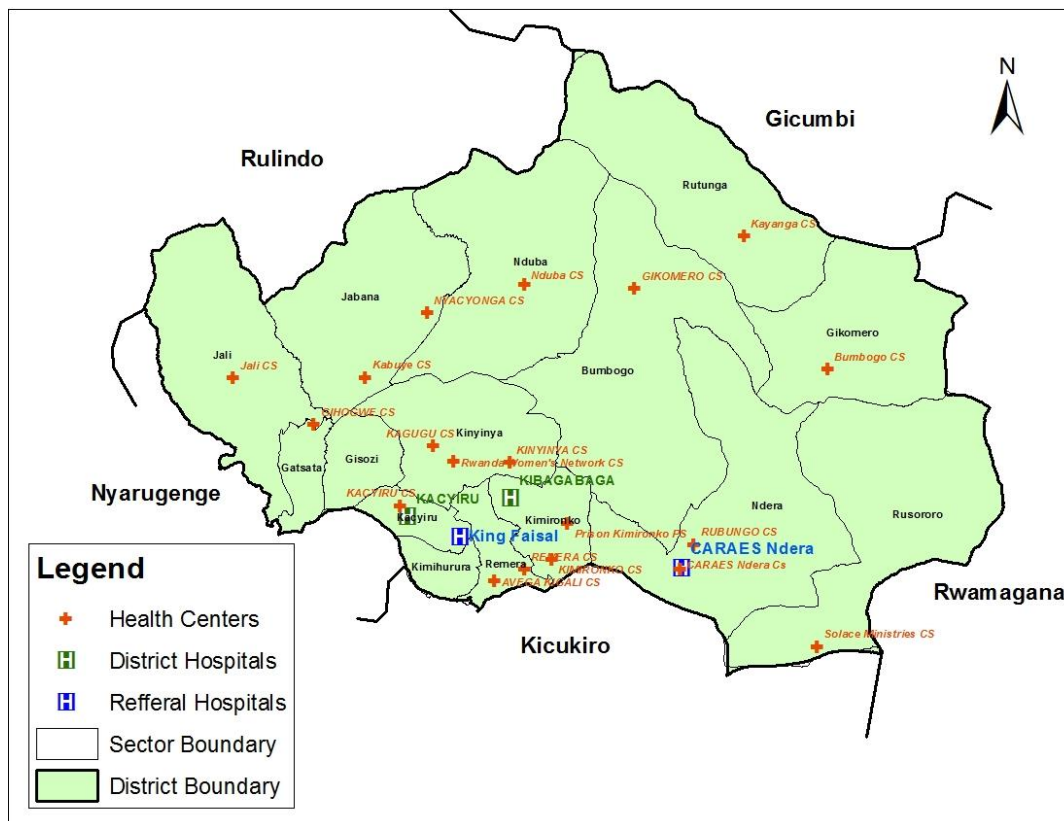 N
Gicumbi
Rulindo
Rutunga
Kayanga CS
Nduba
Nduba CS
GIKOMERO CS
Jabana
NYACYONGA CS
Gikomero
Bumbogo CS
Jali
Jali CS
Kabuye CS
Bumbogo
GIHOGWE CS
KAGUGU CS
Kinyinya
KINYINYA CS
Rwanda Women's Network CS
Gisozi
Gatsata
Nyarugenge
KIBAGABAGA
KACYIRU CS
KACYIRU
Kacyiru
Ndera
Rusororo
Kimironko
Prison Kimironko PS
King Faisal
RUBUNGO CS
CARAES Ndera
CARAES Ndera Cs
Kimihurura
Remera
REMERA CS
KIMIRONKO CS
AVEGA KIGALI CS
Rwamagana
Kicukiro
Solace Ministries CS
Legend
Health Centers
H District Hospitals
H Refferal Hospitals
Sector Boundary
District Boundary